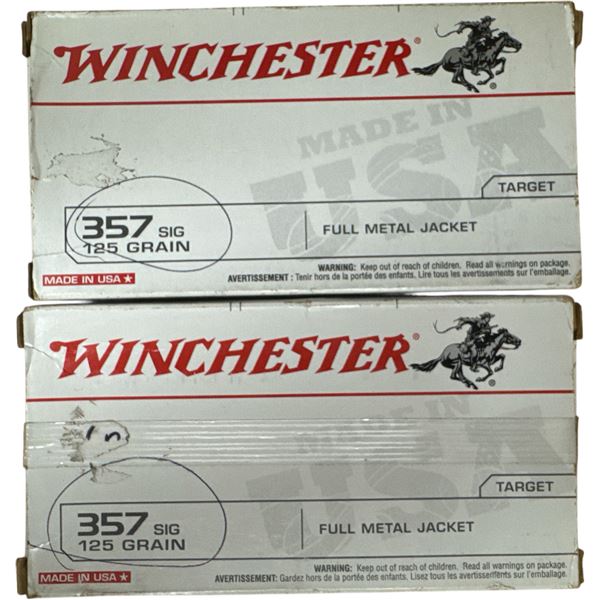 WINCHESTER®
MADE IN
USA
TARGET
357 SIG
125 GRAIN
FULL METAL JACKET
WARNING: Keep out of reach of children. Read all warnings on package.
AVERTISSEMENT : Tenir hors de la portée des enfants. Lire tous les avertissements sur l'emballage.
MADE IN USA
WINCHESTER®
MADE IN
USA
TARGET
357 SIG
125 GRAIN
FULL METAL JACKET
WARNING: Keep out of reach of children. Read all warnings on package.
AVERTISSEMENT: Gardez hors de la portée des enfants. Lisez tous les avertissements sur l'emballage.
MADE IN USA